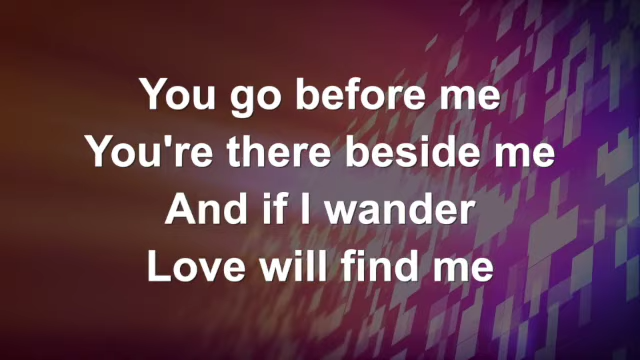 You go before me
You're there beside me
And if I wander
Love will find me